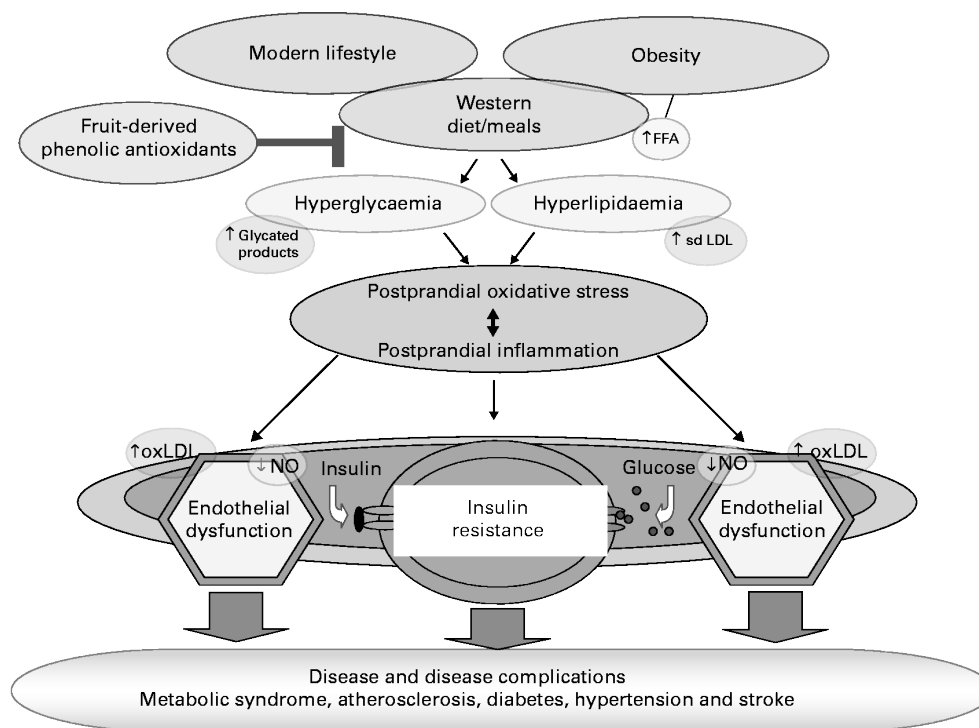 Modern lifestyle
Obesity
Western
diet/meals
Fruit-derived
phenolic antioxidants
↑FFA
Hyperglycaemia
Hyperlipidaemia
↑ Glycated
products
↑ sd LDL
Postprandial oxidative stress
Postprandial inflammation
↑oxLDL
↓NO
Insulin
Glucose
↓NO
↑ oxLDL
Endothelial
dysfunction
Insulin
resistance
Endothelial
dysfunction
Disease and disease complications
Metabolic syndrome, atherosclerosis, diabetes, hypertension and stroke